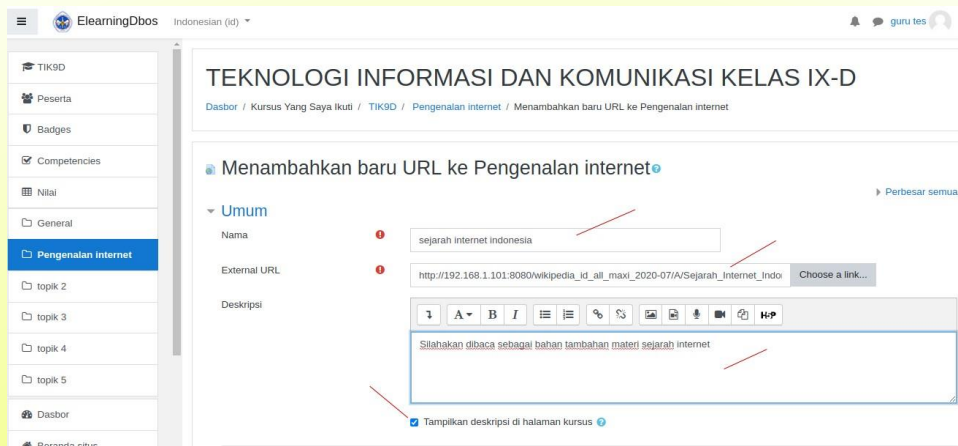 ElearningDbos Indonesian (id) guru tes
TIK9D
Peserta
Badges
Competencies
Nilai
General
Pengenalan internet
topik 2
topik 3
topik 4
topik 5
Dasbor
Beranda situs
TEKNOLOGI INFORMASI DAN KOMUNIKASI KELAS IX-D
Dasbor / Kursus Yang Saya Ikuti / TIK9D / Pengenalan internet / Menambahkan baru URL ke Pengenalan internet
Menambahkan baru URL ke Pengenalan internet
Perbesar semua
Umum
Nama sejarah internet indonesia
External URL http://192.168.1.101:8080/wikipedia_id_all_maxi_2020-07/A/Sejarah_Internet_Indo Choose a link...
Deskripsi
A B I H-P
Silahakan dibaca sebagai bahan tambahan materi sejarah internet
Tampilkan deskripsi di halaman kursus